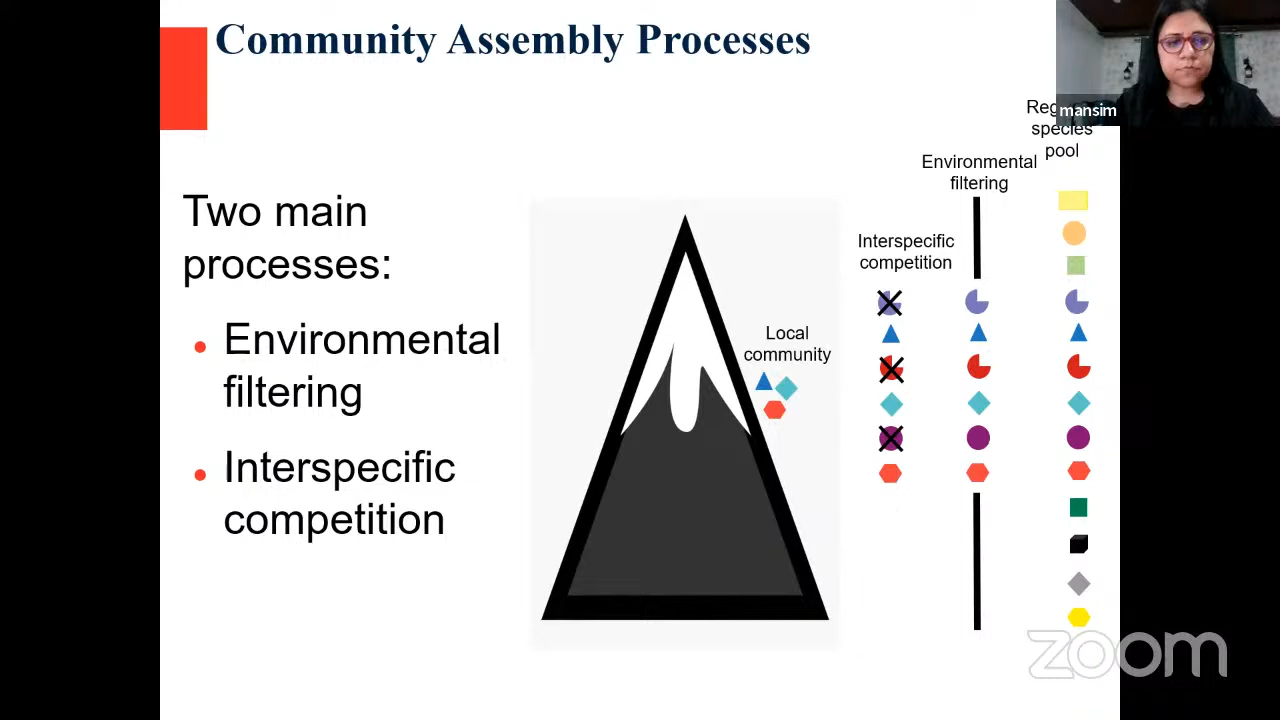 Community Assembly Processes
mansim
species
pool
Environmental
filtering
Two main
processes:
Environmental
filtering
Interspecific
competition
Interspecific
competition
Local
community
zoom